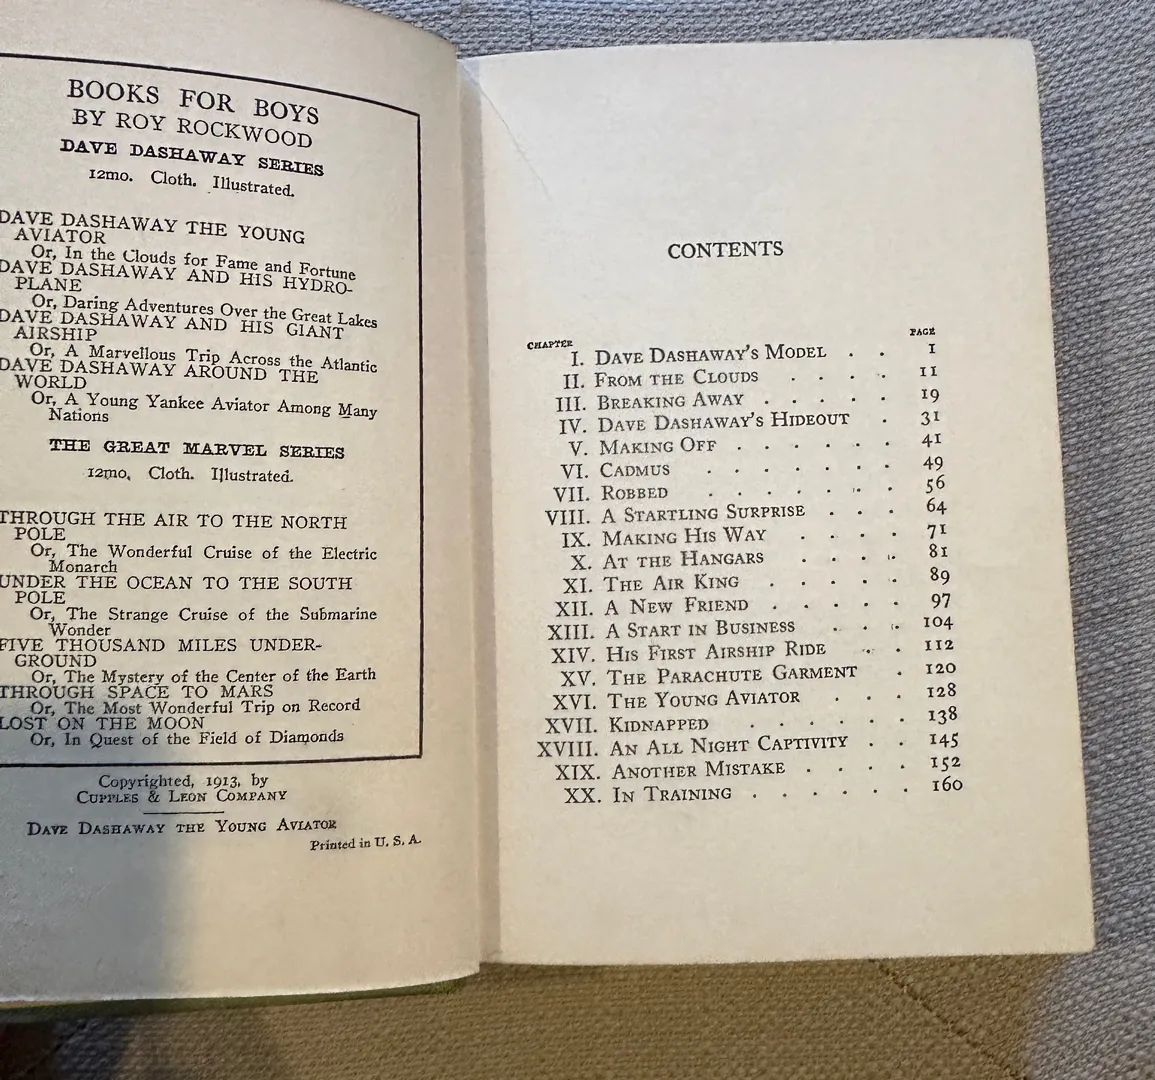 BOOKS FOR BOYS
BY ROY ROCKWOOD
DAVE DASHAWAY SERIES
12mo. Cloth. Illustrated.
DAVE DASHAWAY THE YOUNG
AVIATOR
Or, In the Clouds for Fame and Fortune
DAVE DASHAWAY AND HIS HYDRO-
PLANE
Or, Daring Adventures Over the Great Lakes
DAVE DASHAWAY AND HIS GIANT
AIRSHIP
Or, A Marvellous Trip Across the Atlantic
DAVE DASHAWAY AROUND THE
WORLD
Or, A Young Yankee Aviator Among Many
Nations
THE GREAT MARVEL SERIES
12mo. Cloth. Illustrated.
THROUGH THE AIR TO THE NORTH
POLE
Or, The Wonderful Cruise of the Electric
Monarch
UNDER THE OCEAN TO THE SOUTH
POLE
Or, The Strange Cruise of the Submarine
Wonder
FIVE THOUSAND MILES UNDER-
GROUND
Or, The Mystery of the Center of the Earth
THROUGH SPACE TO MARS
Or, The Most Wonderful Trip on Record
LOST ON THE MOON
Or, In Quest of the Field of Diamonds
Copyrighted, 1913, by
CUPPLES & LEON COMPANY
DAVE DASHAWAY THE YOUNG AVIATOR
Printed in U. S. A.
CONTENTS
CHAPTER PAGE
I. DAVE DASHAWAY'S MODEL . . 1
II. FROM THE CLOUDS . . . . 11
III. BREAKING AWAY . . . . . 19
IV. DAVE DASHAWAY'S HIDEOUT . 31
V. MAKING OFF . . . . . . 41
VI. CADMUS . . . . . . 49
VII. ROBBED . . . . . . 56
VIII. A STARTLING SURPRISE . . . 64
IX. MAKING HIS WAY . . . . 71
X. AT THE HANGARS . . . . 81
XI. THE AIR KING . . . . . 89
XII. A NEW FRIEND . . . . . 97
XIII. A START IN BUSINESS . . . 104
XIV. HIS FIRST AIRSHIP RIDE . . 112
XV. THE PARACHUTE GARMENT . 120
XVI. THE YOUNG AVIATOR . . . 128
XVII. KIDNAPPED . . . . . . 138
XVIII. AN ALL NIGHT CAPTIVITY . . 145
XIX. ANOTHER MISTAKE . . . . 152
XX. IN TRAINING . . . . . . 160